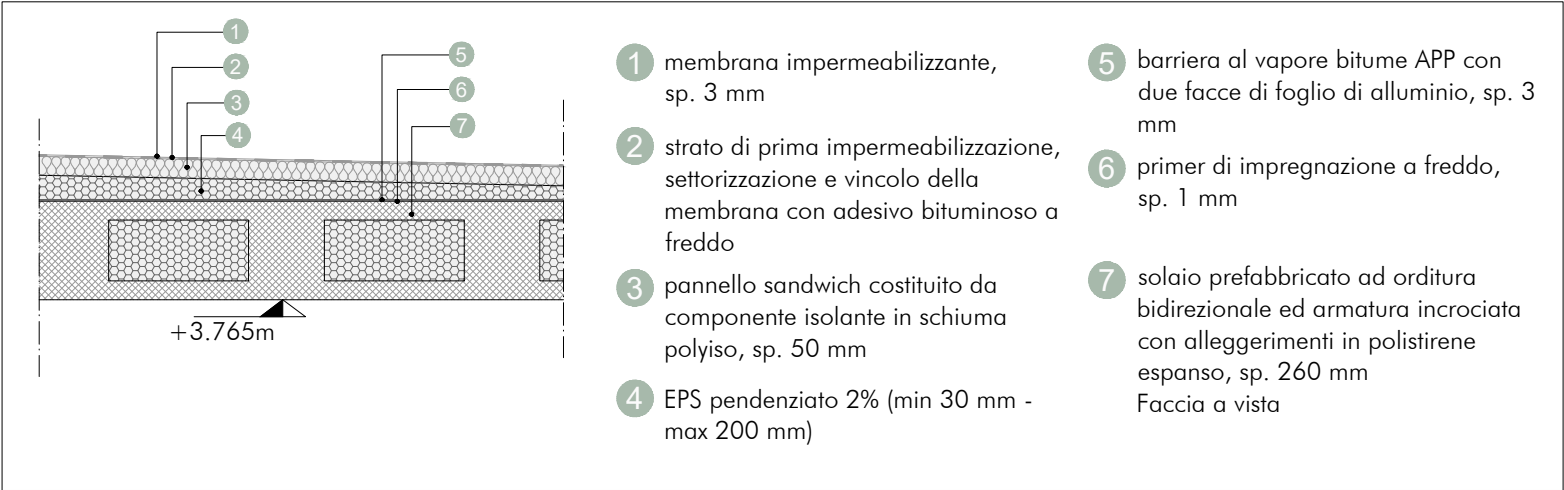 1
2
3
4
5
6
7
+3.765m
1 membrana impermeabilizzante,
sp. 3 mm
2 strato di prima impermeabilizzazione,
settorizzazione e vincolo della
membrana con adesivo bituminoso a
freddo
3 pannello sandwich costituito da
componente isolante in schiuma
polyiso, sp. 50 mm
4 EPS pendenziato 2% (min 30 mm -
max 200 mm)
5 barriera al vapore bitume APP con
due facce di foglio di alluminio, sp. 3
mm
6 primer di impregnazione a freddo,
sp. 1 mm
7 solaio prefabbricato ad orditura
bidirezionale ed armatura incrociata
con alleggerimenti in polistirene
espanso, sp. 260 mm
Faccia a vista